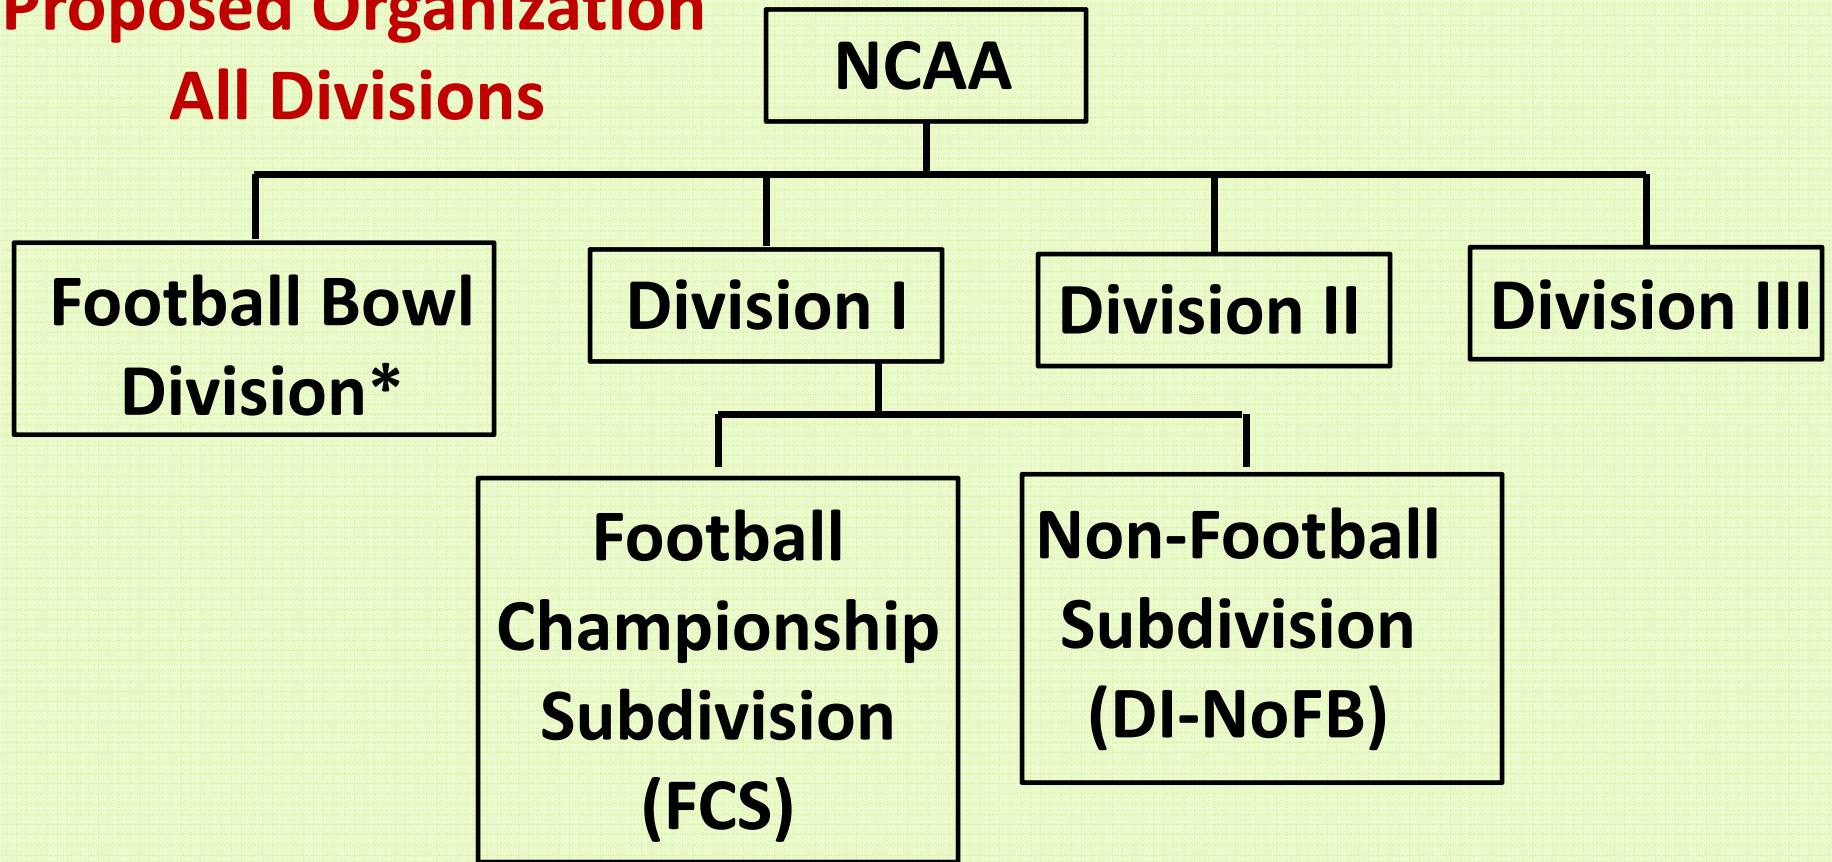 Proposed Organization
All Divisions
NCAA
Football Bowl
Division*
Division I
Division II
Division III
Football
Championship
Subdivision
(FCS)
Non-Football
Subdivision
(DI-NoFB)